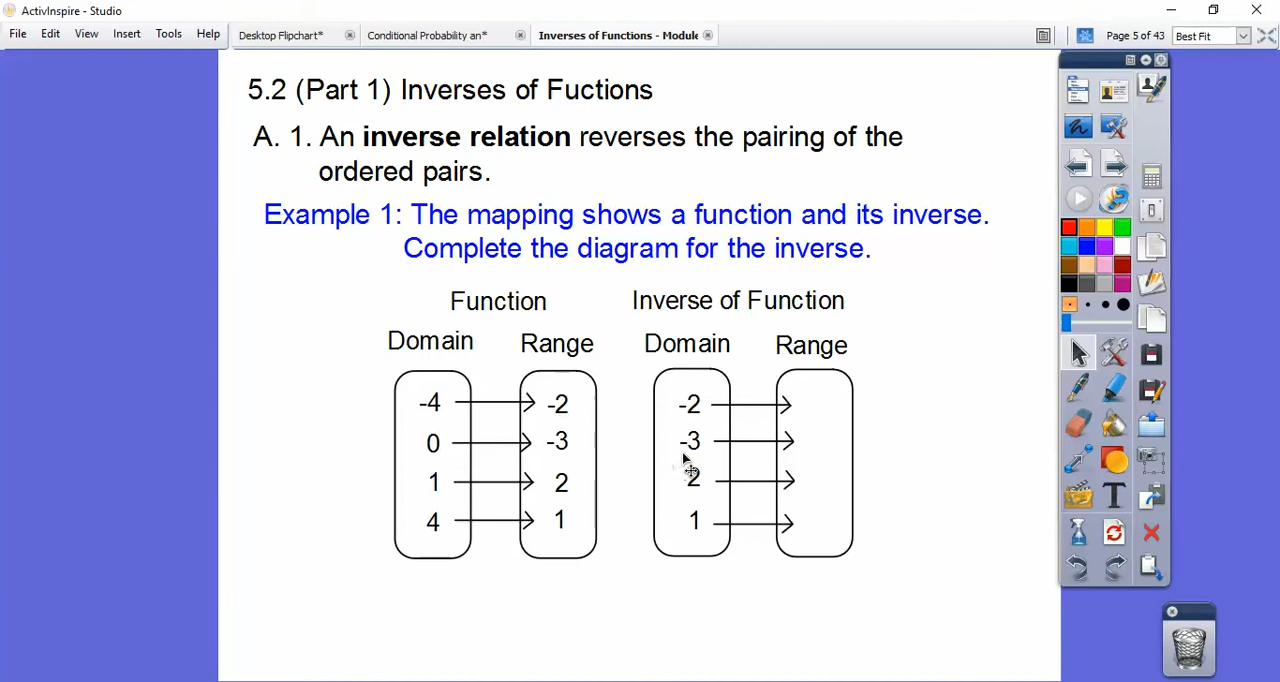 ActivInspire - Studio
File Edit View Insert Tools Help
Desktop Flipchart* Conditional Probability an* Inverses of Functions - Module Page 5 of 43 Best Fit
5.2 (Part 1) Inverses of Fuctions
A. 1. An inverse relation reverses the pairing of the
ordered pairs.
Example 1: The mapping shows a function and its inverse.
Complete the diagram for the inverse.
Function Inverse of Function
Domain Range Domain Range
-4 -2 -2
0 -3 -3
1 2 2
4 1 1